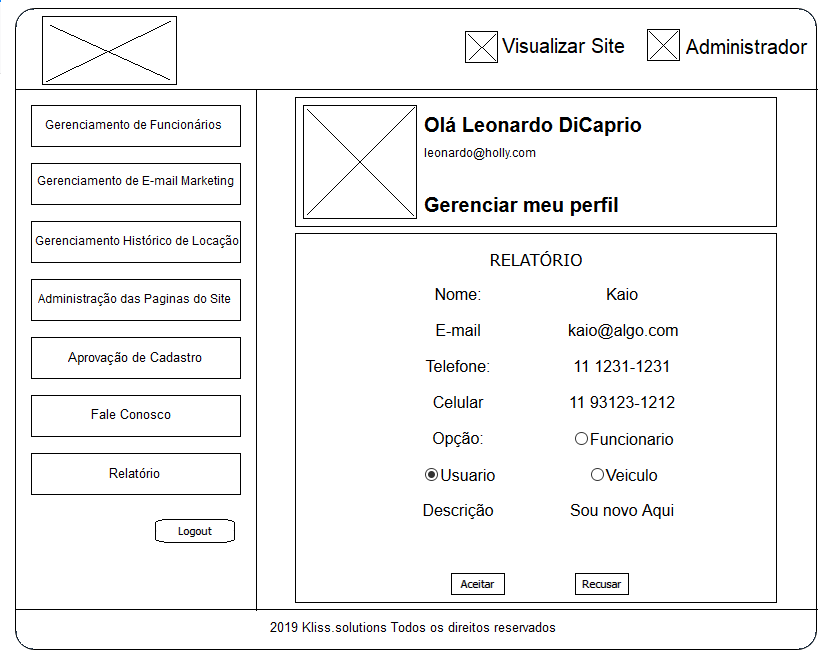 Visualizar Site
Administrador
Gerenciamento de Funcionários
Gerenciamento de E-mail Marketing
Gerenciamento Histórico de Locação
Administração das Paginas do Site
Aprovação de Cadastro
Fale Conosco
Relatório
Logout
Olá Leonardo DiCaprio
leonardo@holly.com
Gerenciar meu perfil
RELATÓRIO
Nome: Kaio
E-mail kaio@algo.com
Telefone: 11 1231-1231
Celular 11 93123-1212
Opção: Funcionario
Usuario Veiculo
Descrição Sou novo Aqui
Aceitar Recusar
2019 Kliss.solutions Todos os direitos reservados